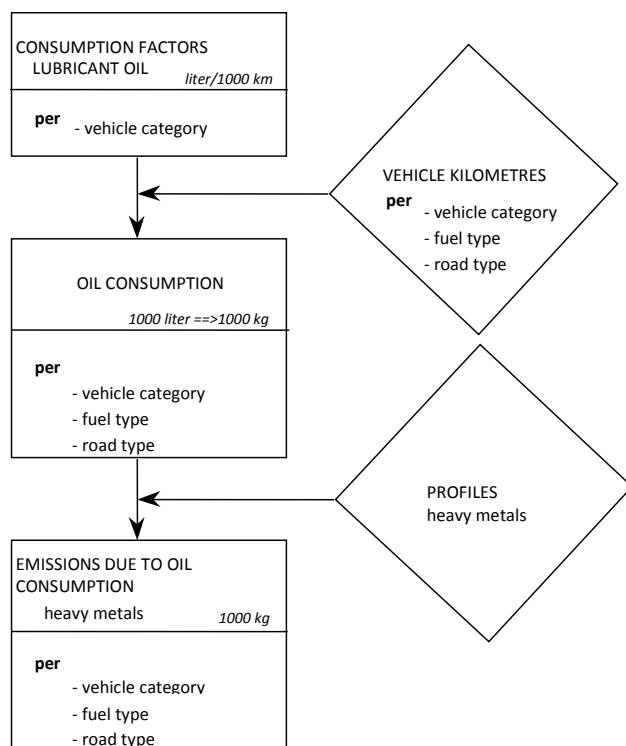 CONSUMPTION FACTORS
LUBRICANT OIL
liter/1000 km
per
- vehicle category
VEHICLE KILOMETRES
per
- vehicle category
- fuel type
- road type
OIL CONSUMPTION
1000 liter ==>1000 kg
per
- vehicle category
- fuel type
- road type
PROFILES
heavy metals
EMISSIONS DUE TO OIL
CONSUMPTION
heavy metals
1000 kg
per
- vehicle category
- fuel type
- road type